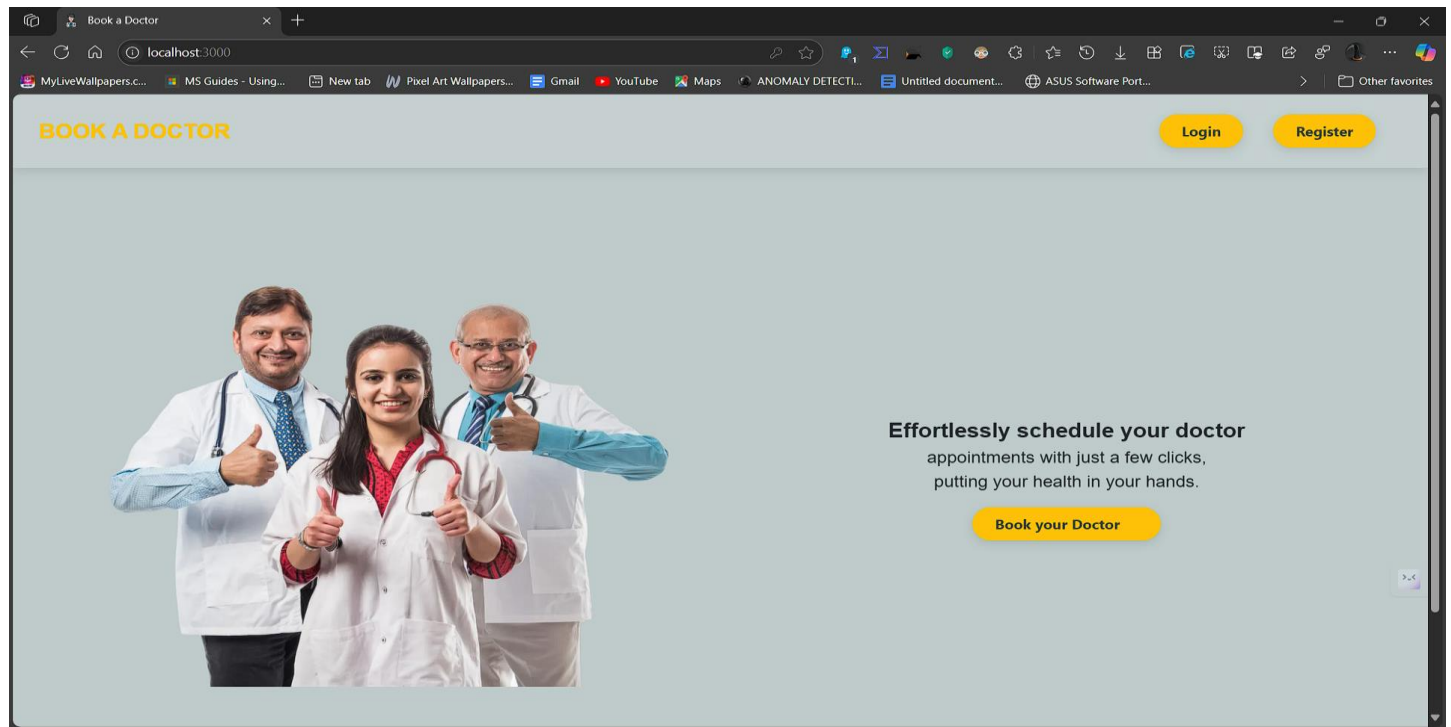 Book a Doctor
localhost:3000
MyLiveWallpapers.c...
MS Guides - Using...
New tab
Pixel Art Wallpapers...
Gmail
YouTube
Maps
ANOMALY DETECTI...
Untitled document...
ASUS Software Port...
Other favorites
BOOK A DOCTOR
Login
Register
Effortlessly schedule your doctor
appointments with just a few clicks,
putting your health in your hands.
Book your Doctor